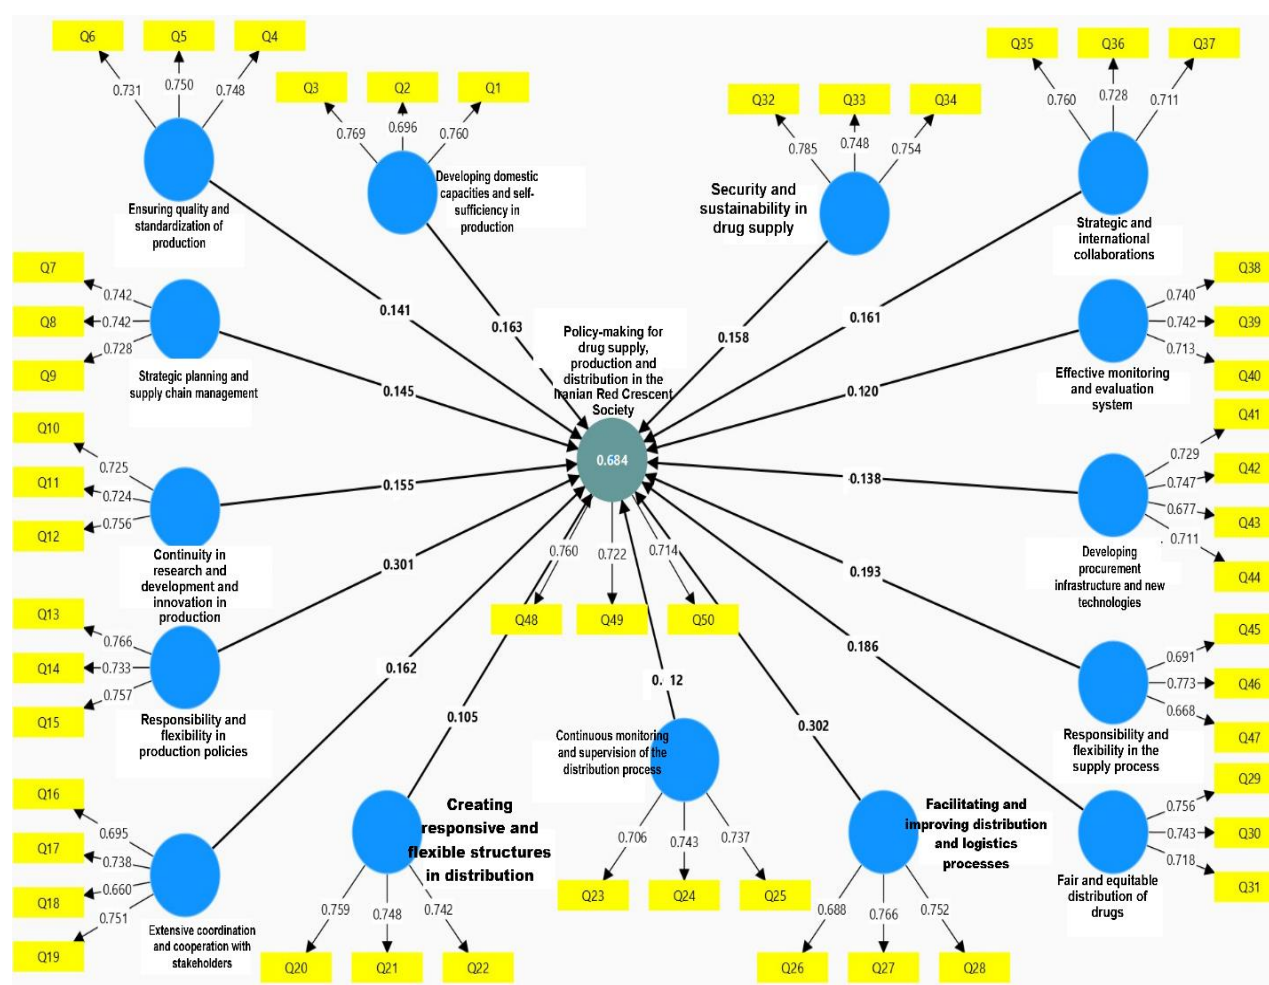 Q6
Q5
Q4
0.731
0.750
0.748
Ensuring quality and
standardization of
production
Q3
Q2
Q1
0.769
0.696
0.760
Developing domestic
capacities and self-
sufficiency in
production
Q32
Q33
Q34
0.785
0.748
0.754
Security and
sustainability in
drug supply
Q35
Q36
Q37
0.760
0.728
0.711
Strategic and
international
collaborations
Q7
Q8
Q9
0.742
0.742
0.728
Strategic planning and
supply chain management
Q38
Q39
Q40
0.740
0.742
0.713
Effective monitoring
and evaluation
system
0.141
0.163
0.158
0.161
0.145
0.120
Policy-making for
drug supply,
production and
distribution in the
Iranian Red Crescent
Society
0.684
Q10
Q11
Q12
0.725
0.724
0.756
Continuity in
research and
development and
innovation in
production
0.155
0.138
Q41
Q42
Q43
Q44
0.729
0.747
0.677
0.711
Developing
procurement
infrastructure and new
technologies
0.301
0.193
0.760
0.722
0.714
Q48
Q49
Q50
Q13
Q14
Q15
0.766
0.733
0.757
Responsibility and
flexibility in
production policies
Q45
Q46
Q47
0.691
0.773
0.668
Responsibility and
flexibility in the
supply process
0.162
0.105
0.302
0.186
Q16
Q17
Q18
Q19
0.695
0.738
0.660
0.751
Extensive coordination
and cooperation with
stakeholders
Creating
responsive and
flexible structures
in distribution
0.759
0.748
0.742
Q20
Q21
Q22
Continuous monitoring
and supervision of the
distribution process
0.706
0.743
0.737
Q23
Q24
Q25
Facilitating and
improving distribution
and logistics
processes
0.688
0.766
0.752
Q26
Q27
Q28
Q29
Q30
Q31
0.756
0.743
0.718
Fair and equitable
distribution of
drugs